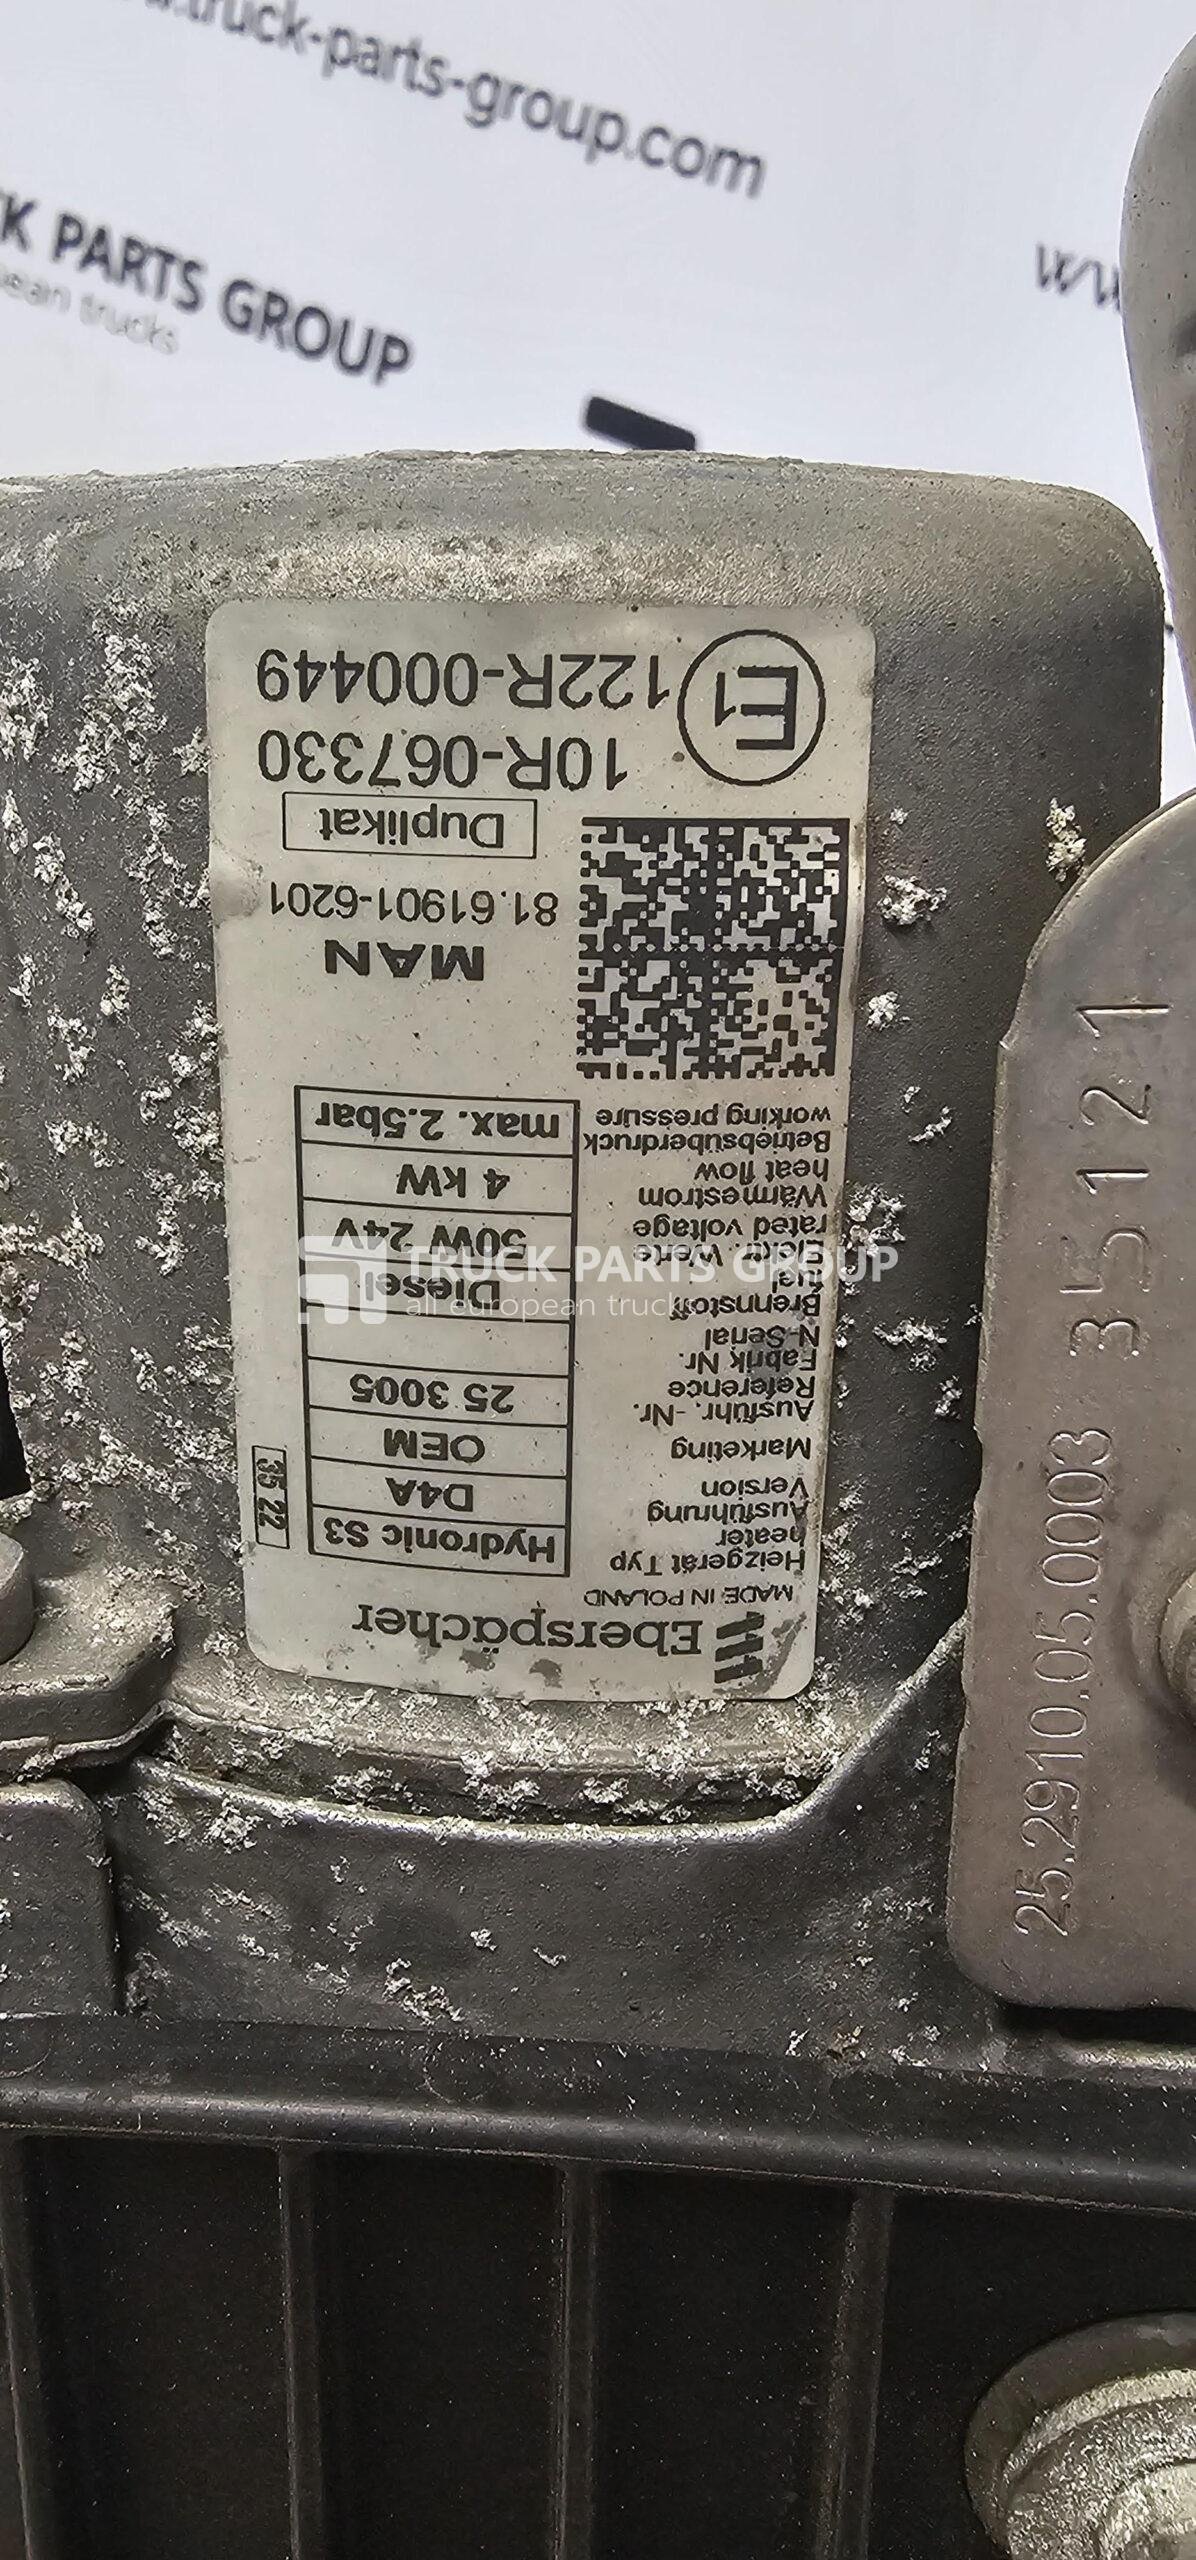 truck-parts-group.com
PARTS GROUP
trucks
Eberspächer
MADE IN POLAND
Heizgerät Typ
heater
Hydronic S3
Ausführung
Version
D4A
Marketing
OEM
Ausführ.-Nr.
Reference
25 3005
Fabrik Nr.
N-Serial
Brennstoff
fuel
Diesel
Elektr. Werte
rated voltage
50W 24V
Wärmestrom
heat flow
4 kW
Betriebsüberdruck
working pressure
max. 2.5bar
35 22
MAN
81.61901-6201
Duplikat
10R-067330
E1
122R-000449
25.2910.05.0003 35121
TRUCK PARTS GROUP
all european trucks